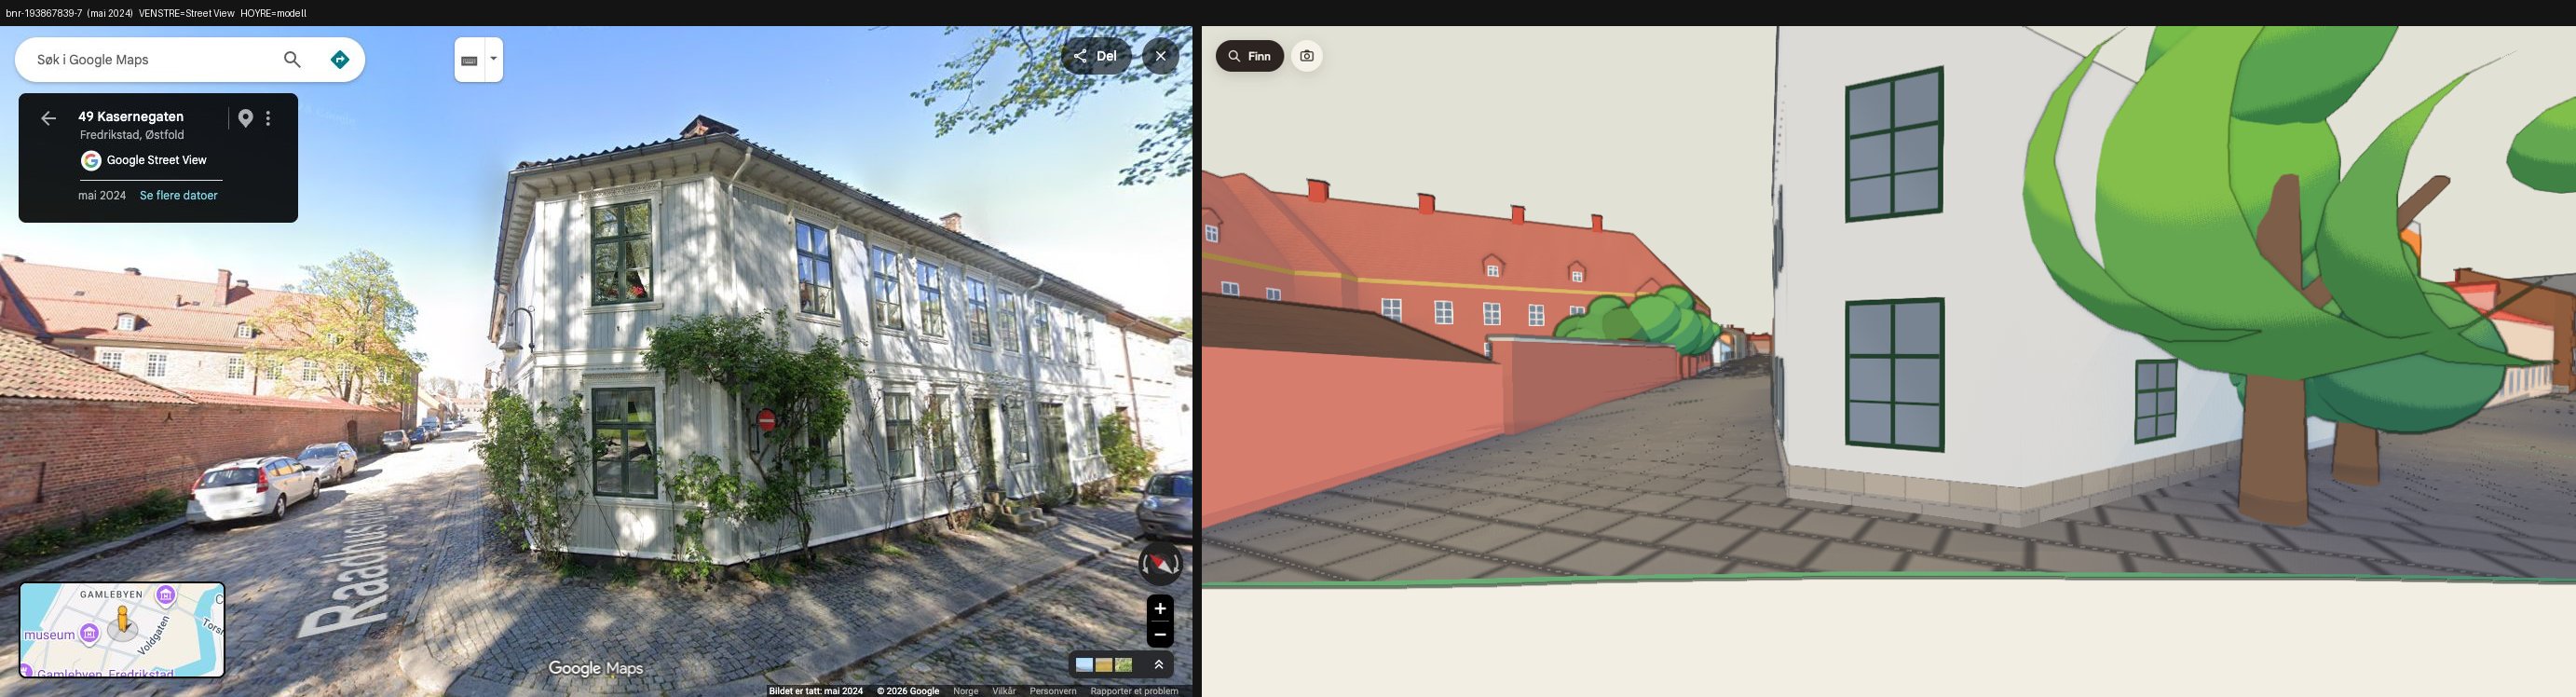 bnr-193867839-7 (mai 2024) VENSTRE=Street View HOYRE=modell
Søk i Google Maps
Del
Finn
49 Kasernegaten
Fredrikstad, Østfold
Google Street View
mai 2024 Se flere datoer
Raadhusg
GAMLEBYEN
museum
Voldgaten
Gamlebyen, Fredrikstad
Google Maps
Bildet er tatt: mai 2024 © 2026 Google Norge Vilkår Personvern Rapporter et problem